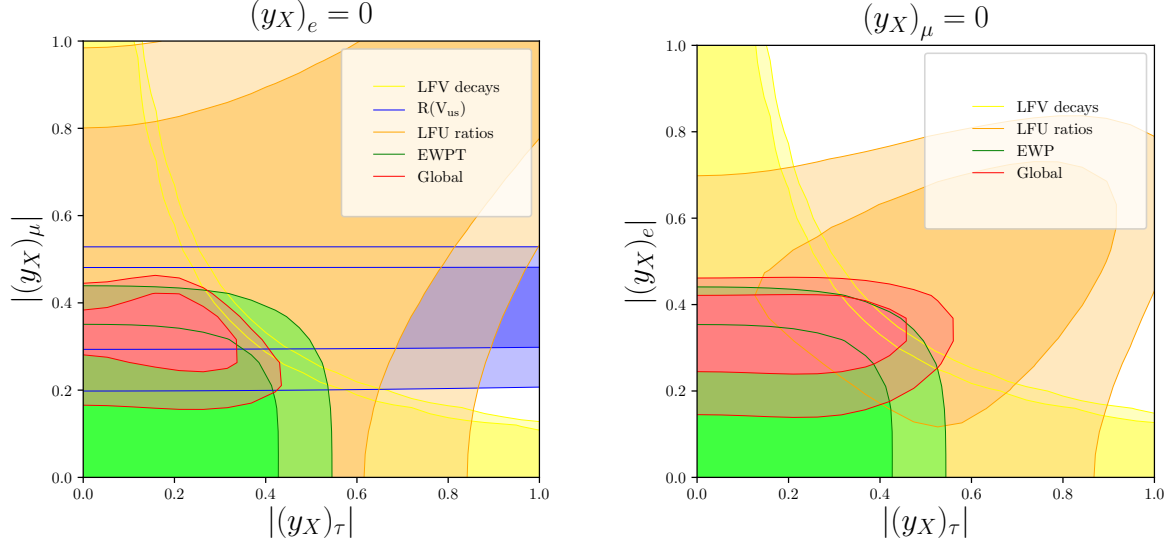 (y_X)_e = 0
1.0
0.8
0.6
0.4
0.2
0.0
|(y_X)_μ|
LFV decays
R(V_us)
LFU ratios
EWPT
Global
0.0 0.2 0.4 0.6 0.8 1.0
|(y_X)_τ|
(y_X)_μ = 0
1.0
0.8
0.6
0.4
0.2
0.0
|(y_X)_e|
LFV decays
LFU ratios
EWP
Global
0.0 0.2 0.4 0.6 0.8 1.0
|(y_X)_τ|